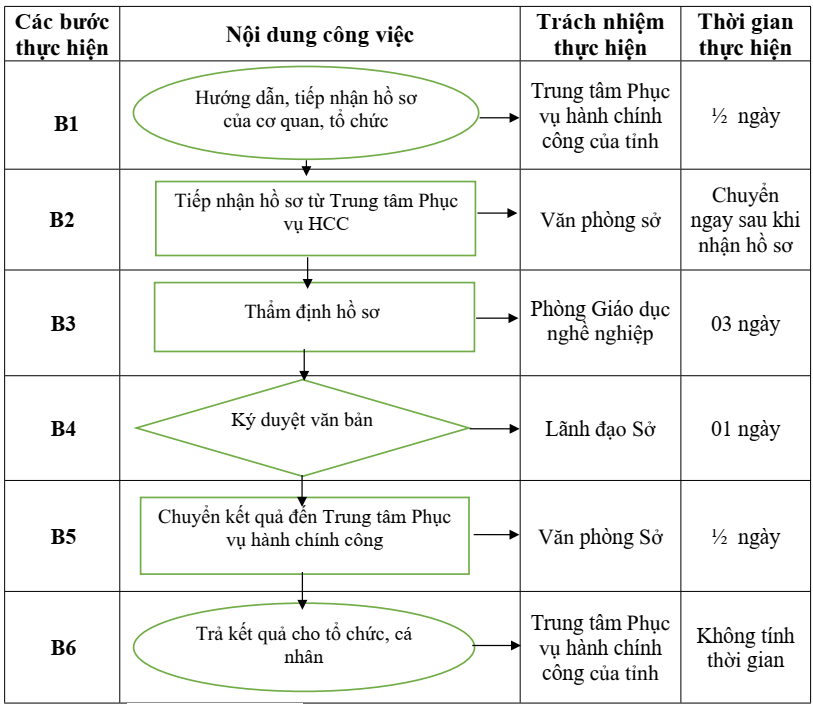 Các bước
thực hiện
Nội dung công việc
Trách nhiệm
thực hiện
Thời gian
thực hiện
B1
Hướng dẫn, tiếp nhận hồ sơ
của cơ quan, tổ chức
Trung tâm Phục
vụ hành chính
công của tỉnh
½ ngày
B2
Tiếp nhận hồ sơ từ Trung tâm Phục
vụ HCC
Văn phòng sở
Chuyển
ngay sau khi
nhận hồ sơ
B3
Thẩm định hồ sơ
Phòng Giáo dục
nghề nghiệp
03 ngày
B4
Ký duyệt văn bản
Lãnh đạo Sở
01 ngày
B5
Chuyển kết quả đến Trung tâm Phục
vụ hành chính công
Văn phòng Sở
½ ngày
B6
Trả kết quả cho tổ chức, cá
nhân
Trung tâm Phục
vụ hành chính
công của tỉnh
Không tính
thời gian